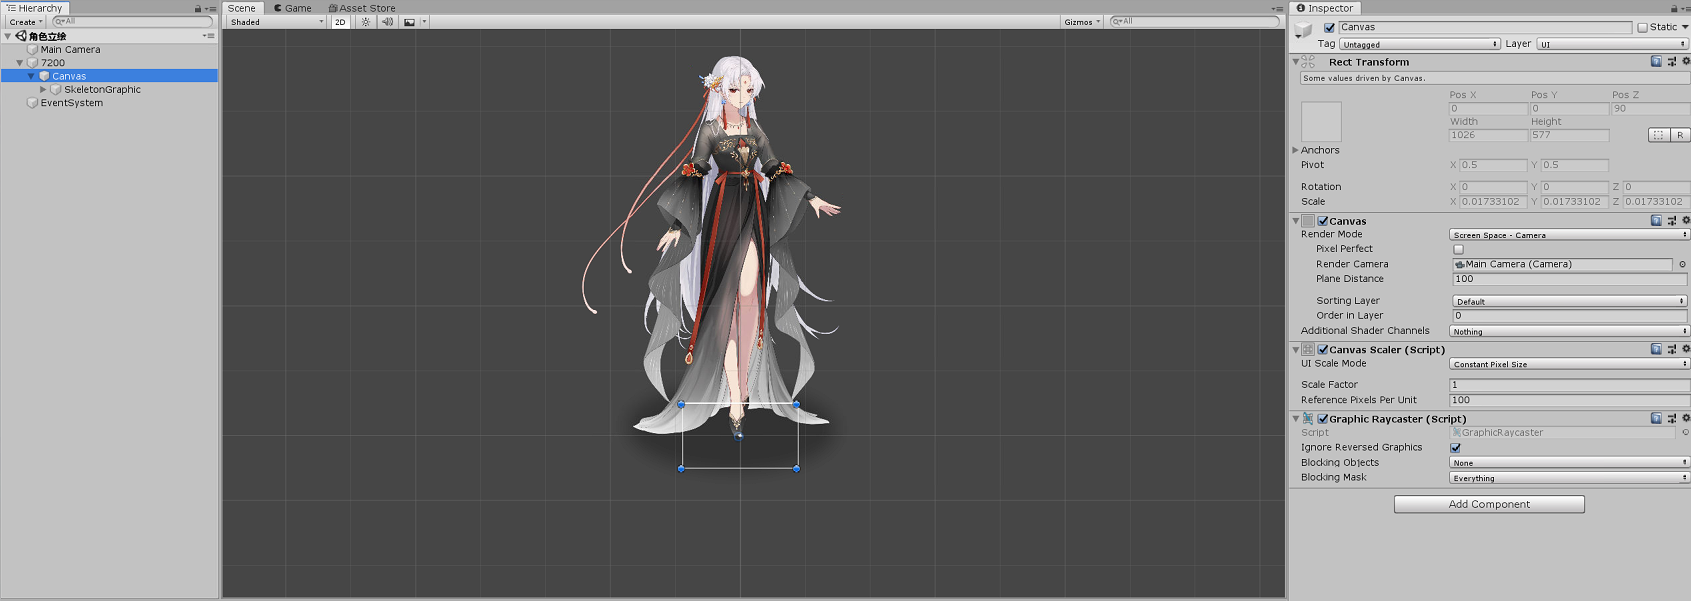 Hierarchy
Create All
角色立绘
Main Camera
7200
Canvas
SkeletonGraphic
EventSystem
Scene Game Asset Store
Shaded 2D Gizmos All
Inspector
Canvas Static
Tag Untagged Layer UI
Rect Transform
Some values driven by Canvas.
Pos X Pos Y Pos Z
0 0 90
Width Height
1026 577 R
Anchors
Pivot X 0.5 Y 0.5
Rotation X 0 Y 0 Z 0
Scale X 0.01733102 Y 0.01733102 Z 0.01733102
Canvas
Render Mode Screen Space - Camera
Pixel Perfect
Render Camera Main Camera (Camera)
Plane Distance 100
Sorting Layer Default
Order in Layer 0
Additional Shader Channels Nothing
Canvas Scaler (Script)
UI Scale Mode Constant Pixel Size
Scale Factor 1
Reference Pixels Per Unit 100
Graphic Raycaster (Script)
Script GraphicRaycaster
Ignore Reversed Graphics
Blocking Objects None
Blocking Mask Everything
Add Component